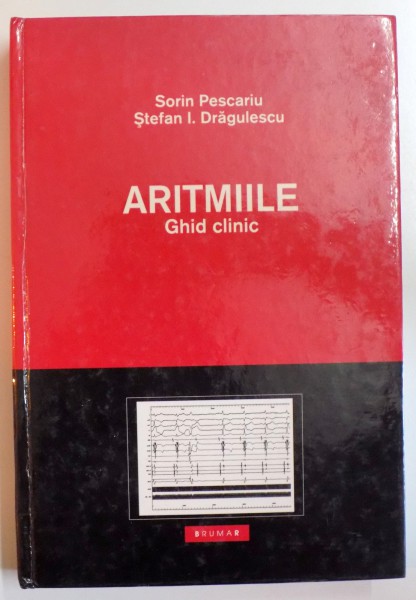 Sorin Pescariu
Ştefan I. Drăgulescu
ARITMIILE
Ghid clinic
BRUMAR